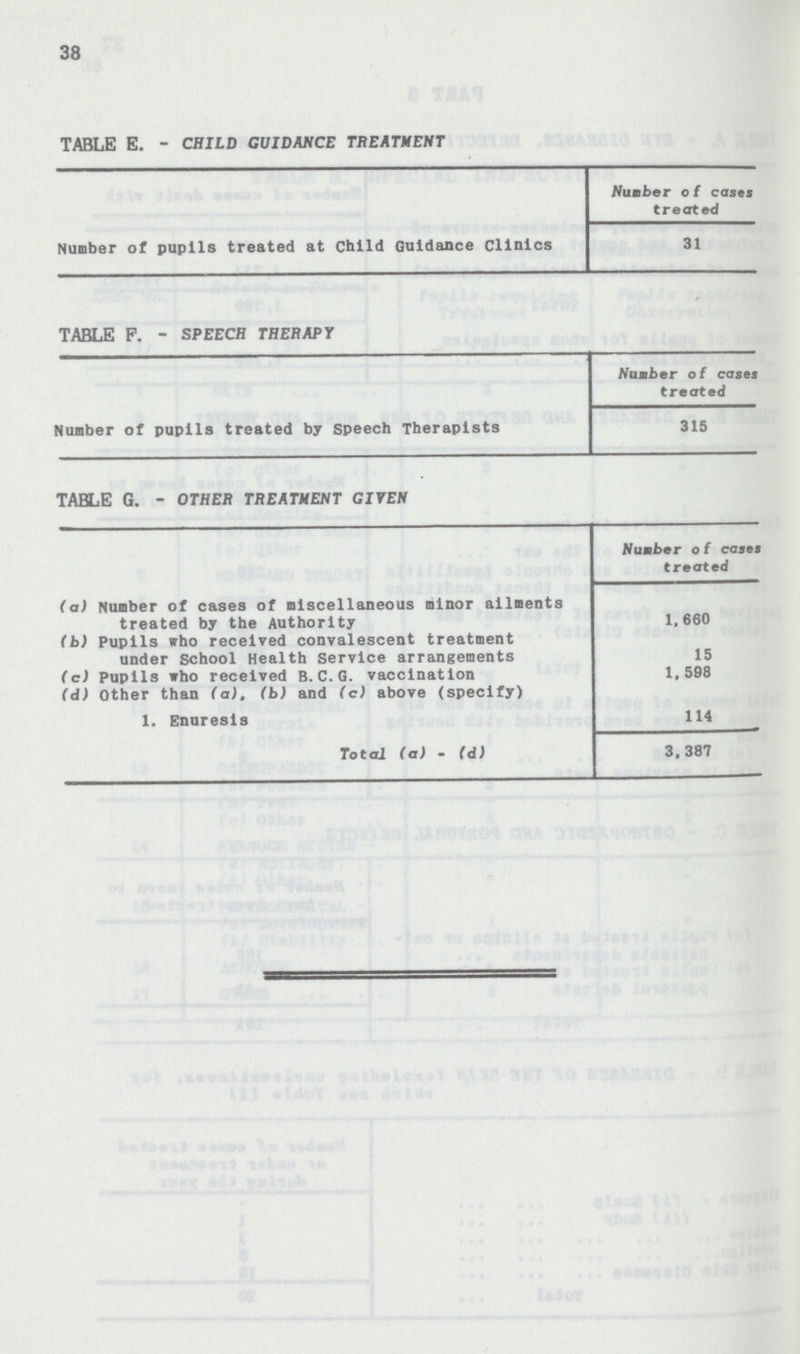 38
TABLE E. - CHILD GUIDANCE TREATMENT
Number of cases
treated
Number of pupils treated at Child Guidance Clinics 31
TABLE F. - SPEECH THERAPY
Number of cases
treated
Number of pupils treated by Speech Therapists 315
TABLE G. - OTHER TREATMENT GIVEN
Number of cases
treated
(a) Number of cases of miscellaneous minor ailments
treated by the Authority 1,660
(b) Pupils who received convalescent treatment
under School Health Service arrangements 15
(c) Pupils who received B.C.G. vaccination 1,598
(d) Other than (a), (b) and (c) above (specify)
1. Enuresis 114
Total (a) - (d) 3,387